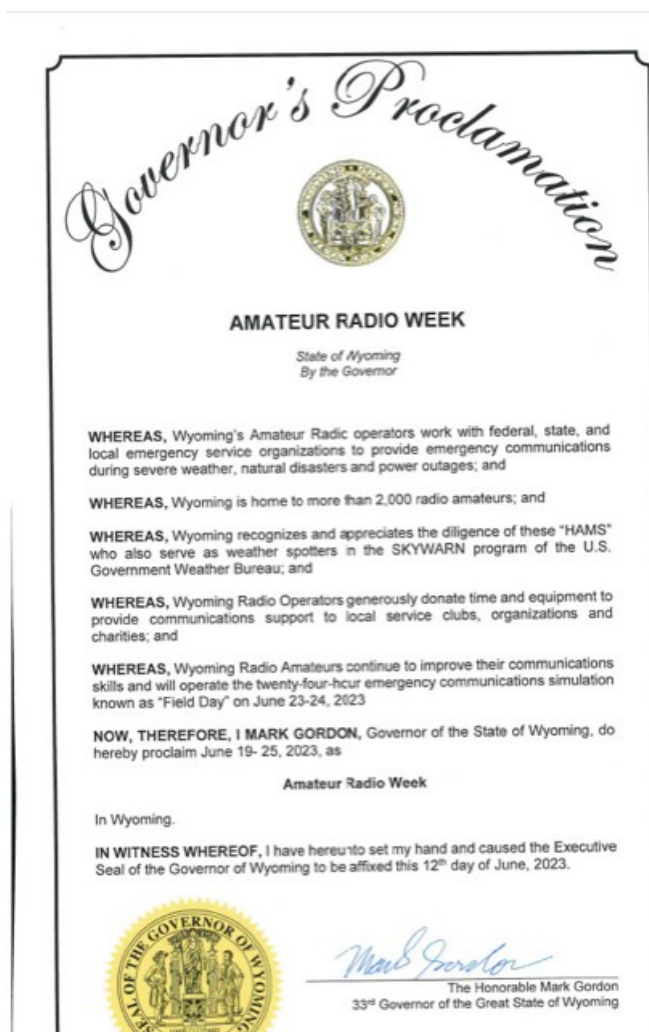 Governor's Proclamation
AMATEUR RADIO WEEK
State of Wyoming
By the Governor
WHEREAS, Wyoming's Amateur Radio operators work with federal, state, and
local emergency service organizations to provide emergency communications
during severe weather, natural disasters and power outages; and
WHEREAS, Wyoming is home to more than 2,000 radio amateurs; and
WHEREAS, Wyoming recognizes and appreciates the diligence of these “HAMS”
who also serve as weather spotters in the SKYWARN program of the U.S.
Government Weather Bureau; and
WHEREAS, Wyoming Radio Operators generously donate time and equipment to
provide communications support to local service clubs, organizations and
charities; and
WHEREAS, Wyoming Radio Amateurs continue to improve their communications
skills and will operate the twenty-four-hour emergency communications simulation
known as “Field Day” on June 23-24, 2023
NOW, THEREFORE, I MARK GORDON, Governor of the State of Wyoming, do
hereby proclaim June 19- 25, 2023, as
Amateur Radio Week
In Wyoming.
IN WITNESS WHEREOF, I have hereunto set my hand and caused the Executive
Seal of the Governor of Wyoming to be affixed this 12th day of June, 2023.
SEAL OF THE GOVERNOR OF WYOMING
Mark Gordon
The Honorable Mark Gordon
33rd Governor of the Great State of Wyoming